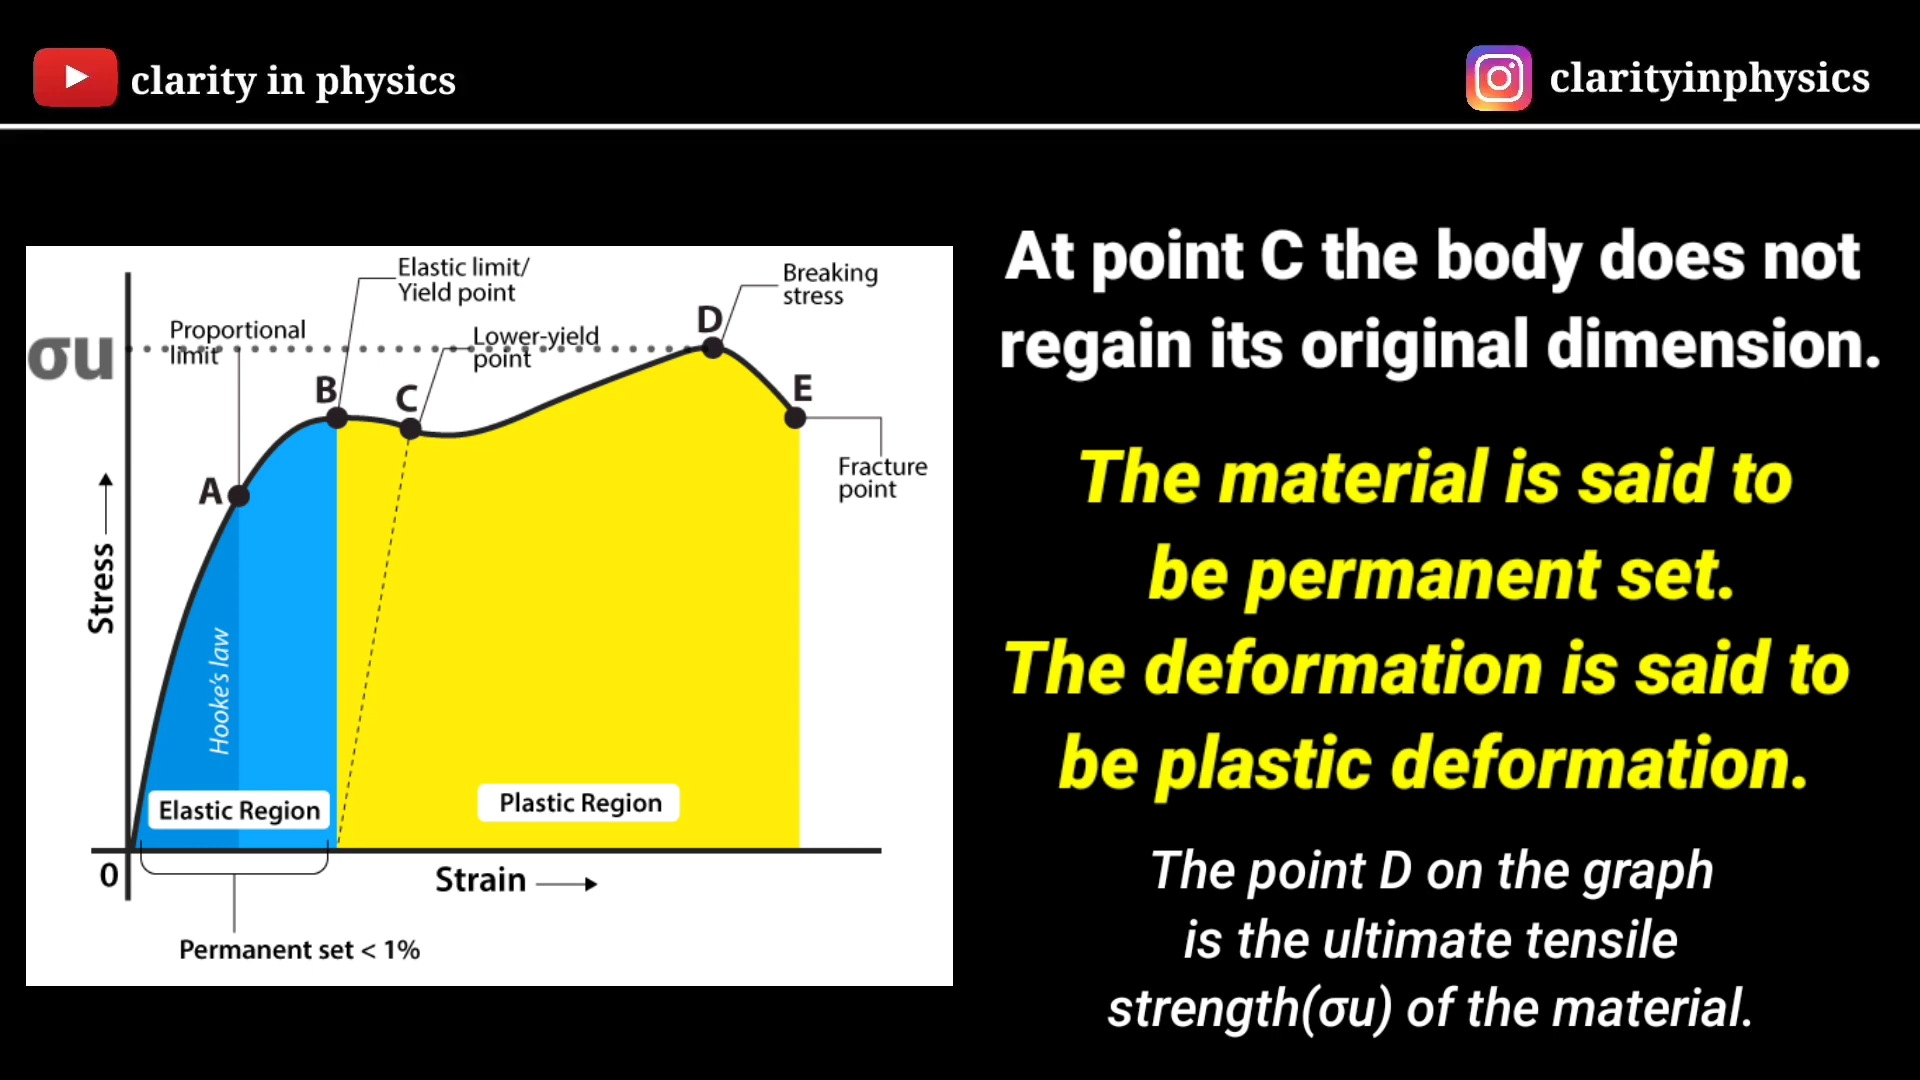 clarity in physics
clarityinphysics
Elastic limit/
Yield point
Breaking
stress
D
Proportional
limit
Lower-yield
point
σu
B
C
E
A
Fracture
point
Stress
Hooke's law
Elastic Region
Plastic Region
0
Strain
Permanent set < 1%
At point C the body does not
regain its original dimension.
The material is said to
be permanent set.
The deformation is said to
be plastic deformation.
The point D on the graph
is the ultimate tensile
strength(σu) of the material.